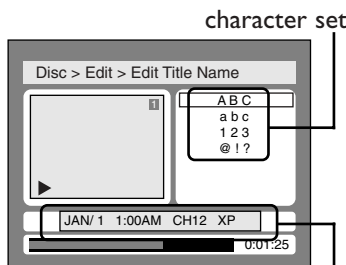 character set
Disc > Edit > Edit Title Name
1
A B C
a b c
1 2 3
@ ! ?
JAN/ 1 1:00AM CH12 XP
0:01:25